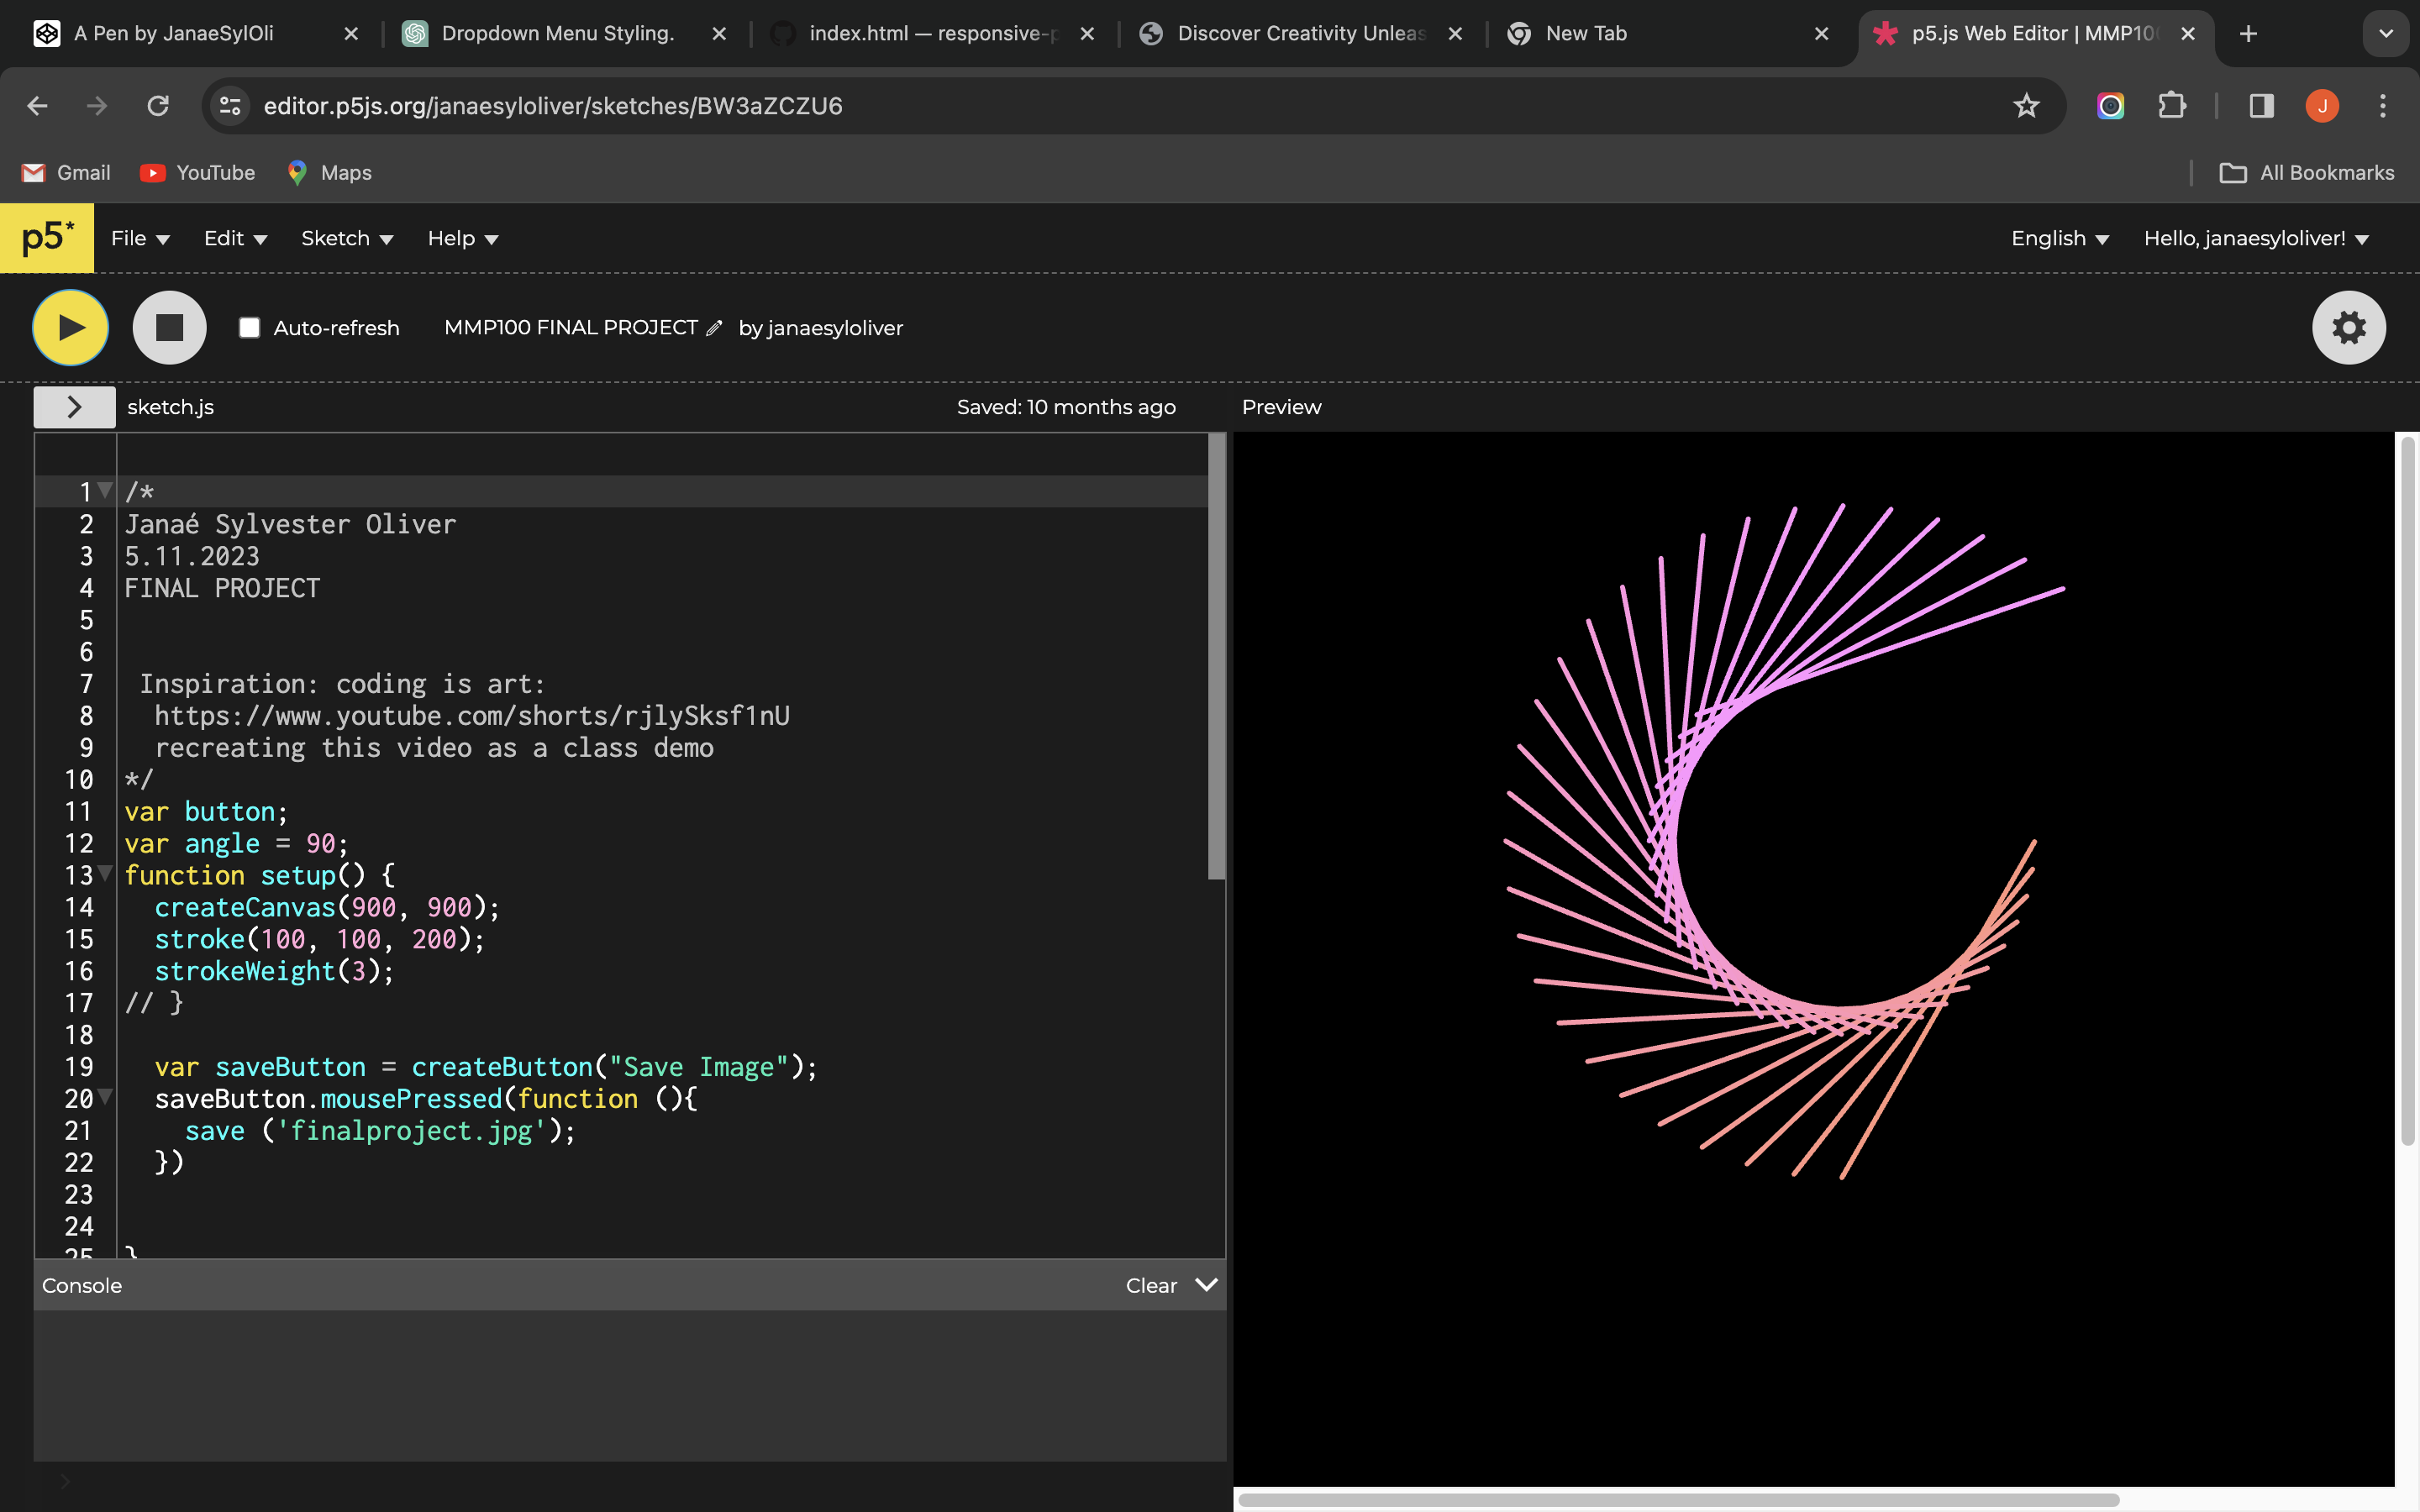 A Pen by JanaeSylOli
Dropdown Menu Styling.
index.html — responsive-p
Discover Creativity Unleas
New Tab
p5.js Web Editor | MMP10
editor.p5js.org/janaesyloliver/sketches/BW3aZCZU6
J
Gmail
YouTube
Maps
All Bookmarks
p5*
File
Edit
Sketch
Help
English
Hello, janaesyloliver!
Auto-refresh
MMP100 FINAL PROJECT
by janaesyloliver
sketch.js
Saved: 10 months ago
Preview
1 /*
2 Janaé Sylvester Oliver
3 5.11.2023
4 FINAL PROJECT
5
6
7 Inspiration: coding is art:
8 https://www.youtube.com/shorts/rjlySksf1nU
9 recreating this video as a class demo
10 */
11 var button;
12 var angle = 90;
13 function setup() {
14 createCanvas(900, 900);
15 stroke(100, 100, 200);
16 strokeWeight(3);
17 // }
18
19 var saveButton = createButton("Save Image");
20 saveButton.mousePressed(function (){
21 save ('finalproject.jpg');
22 })
23
24
25 }
Console
Clear